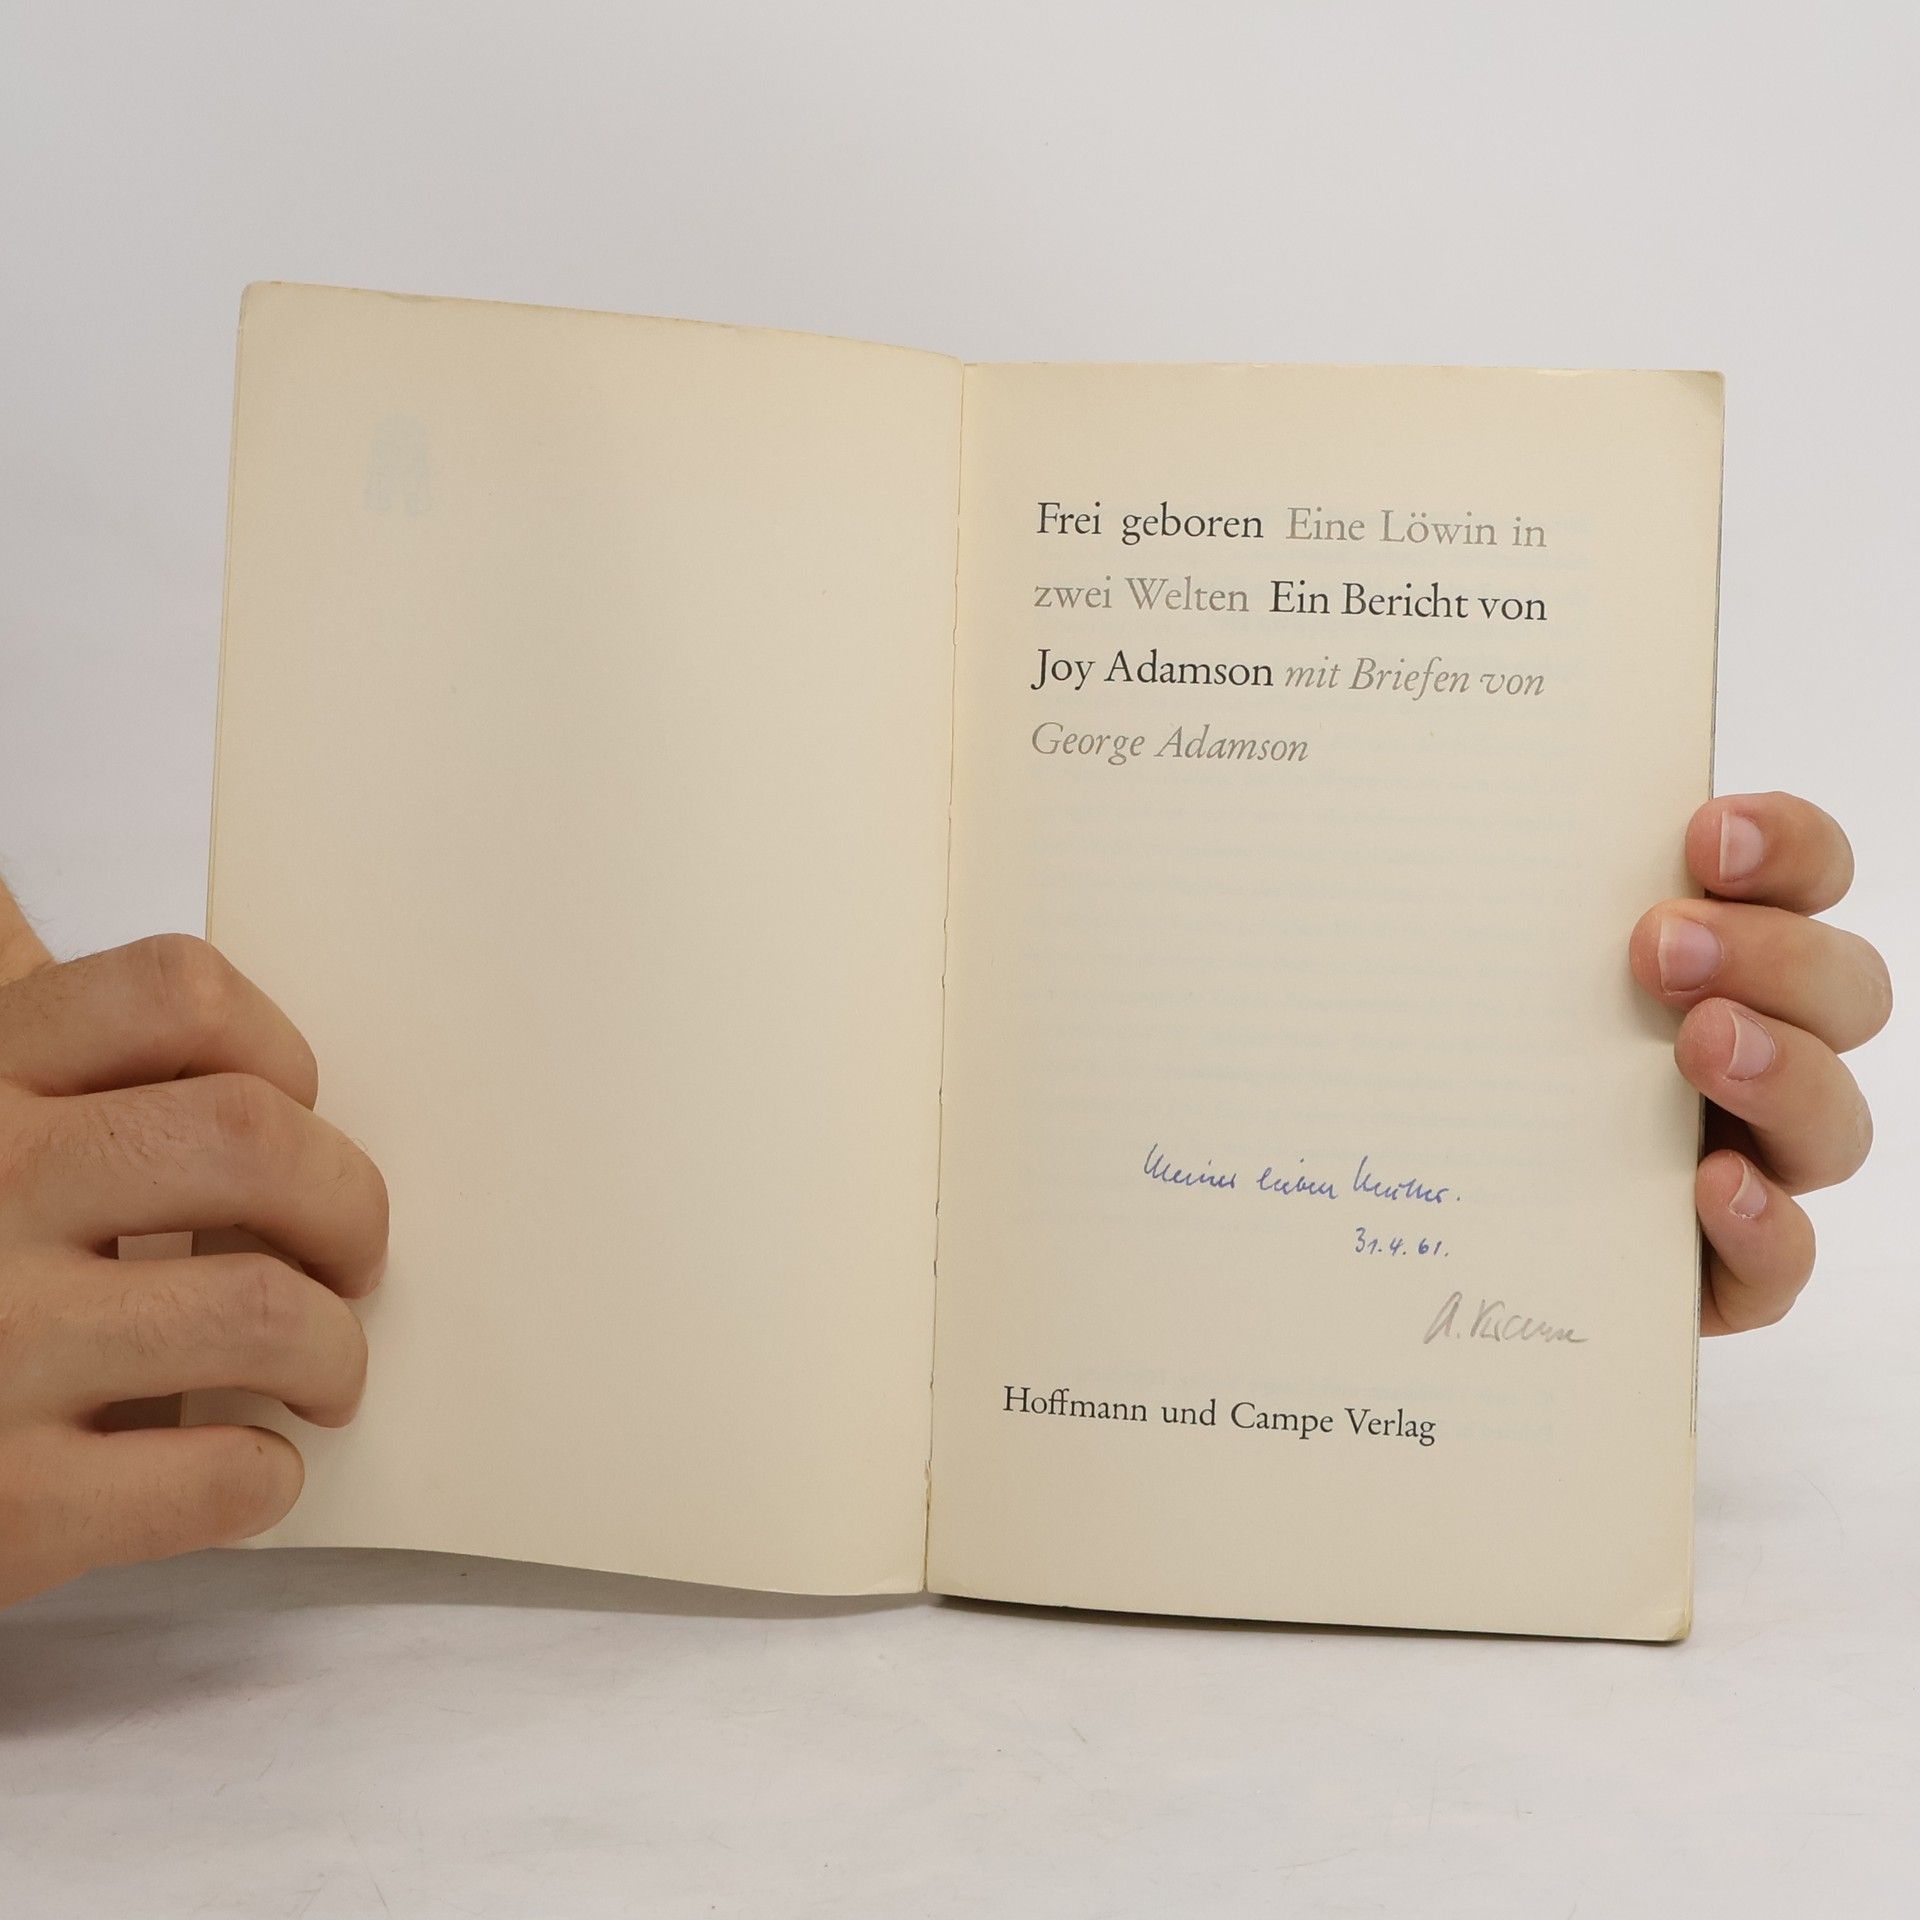 Frei geboren Eine Löwin in
zwei Welten Ein Bericht von
Joy Adamson mit Briefen von
George Adamson
Meiner lieben Mutter.
31.4.61.
A.
Hoffmann und Campe Verlag